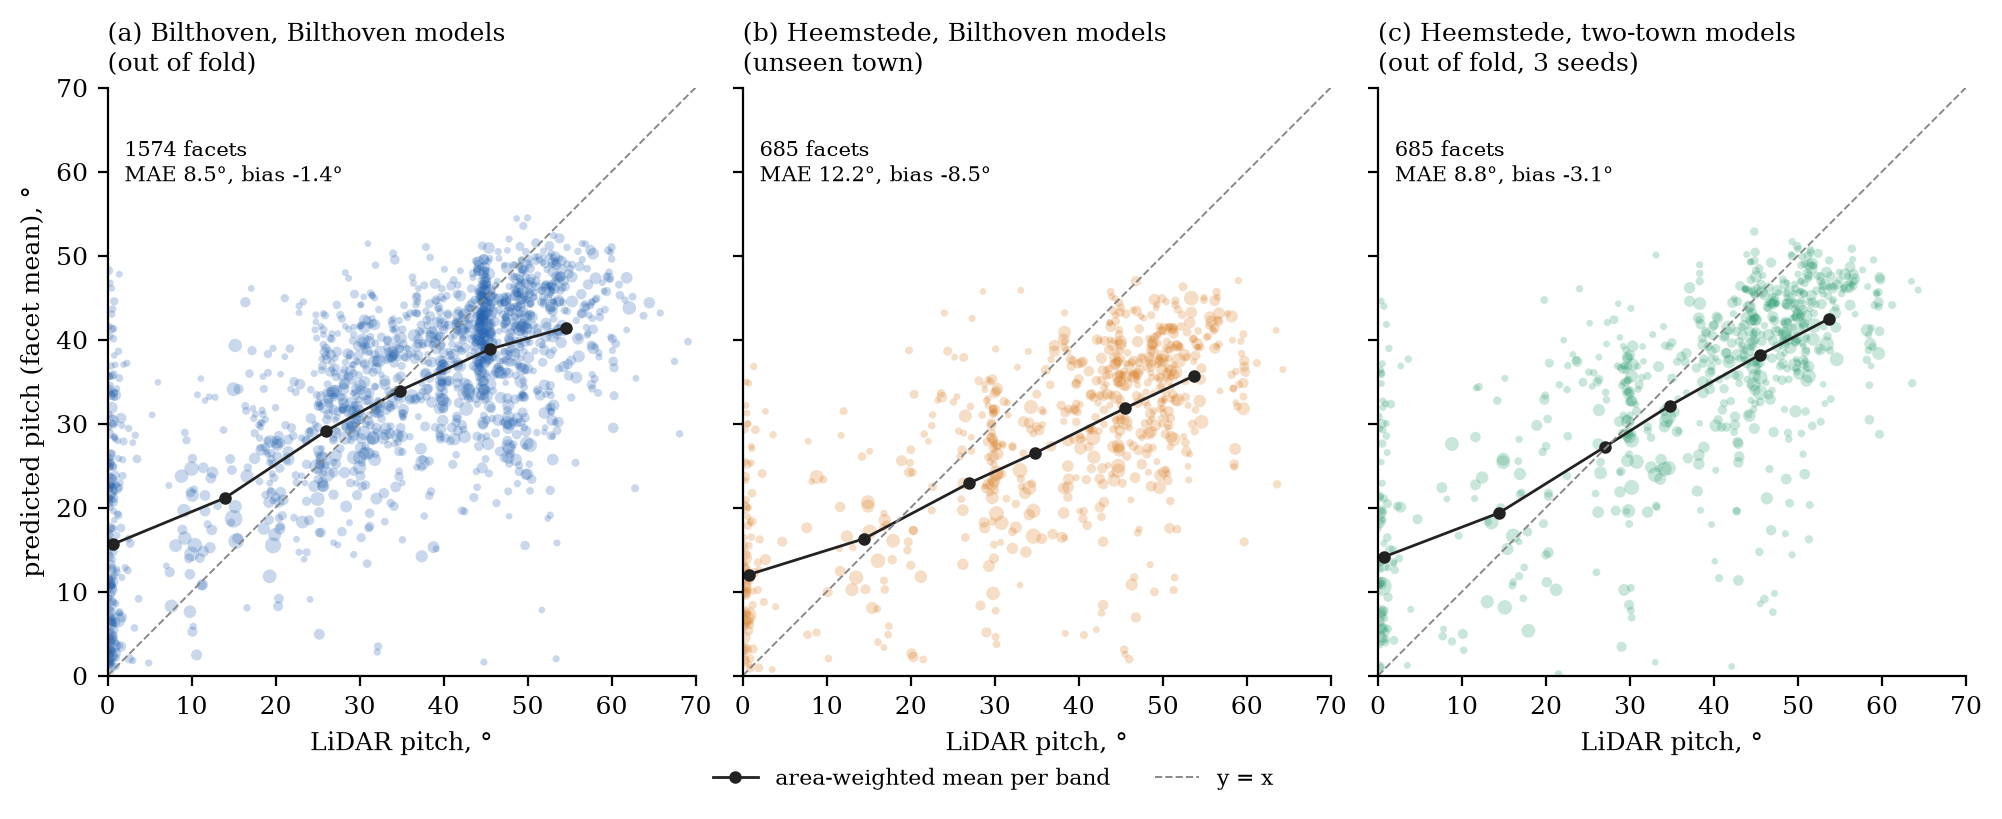 (a) Bilthoven, Bilthoven models
(out of fold)
(b) Heemstede, Bilthoven models
(unseen town)
(c) Heemstede, two-town models
(out of fold, 3 seeds)
1574 facets
MAE 8.5°, bias -1.4°
685 facets
MAE 12.2°, bias -8.5°
685 facets
MAE 8.8°, bias -3.1°
predicted pitch (facet mean), °
70
60
50
40
30
20
10
0
0 10 20 30 40 50 60 70
0 10 20 30 40 50 60 70
0 10 20 30 40 50 60 70
LiDAR pitch, °
LiDAR pitch, °
LiDAR pitch, °
area-weighted mean per band
y = x